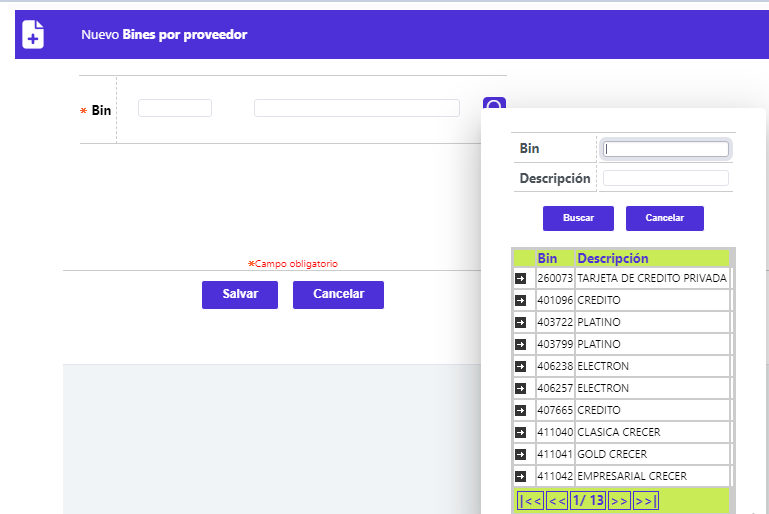 Nuevo Bines por proveedor
* Bin
*Campo obligatorio
Salvar Cancelar
Bin
Descripción
Buscar Cancelar
Bin Descripción
260073 TARJETA DE CREDITO PRIVADA
401096 CREDITO
403722 PLATINO
403799 PLATINO
406238 ELECTRON
406257 ELECTRON
407665 CREDITO
411040 CLASICA CRECER
411041 GOLD CRECER
411042 EMPRESARIAL CRECER
|<< << 1/ 13 >> >>|